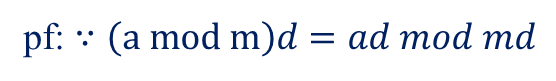 pf: ∵ (a mod m)d = ad mod md